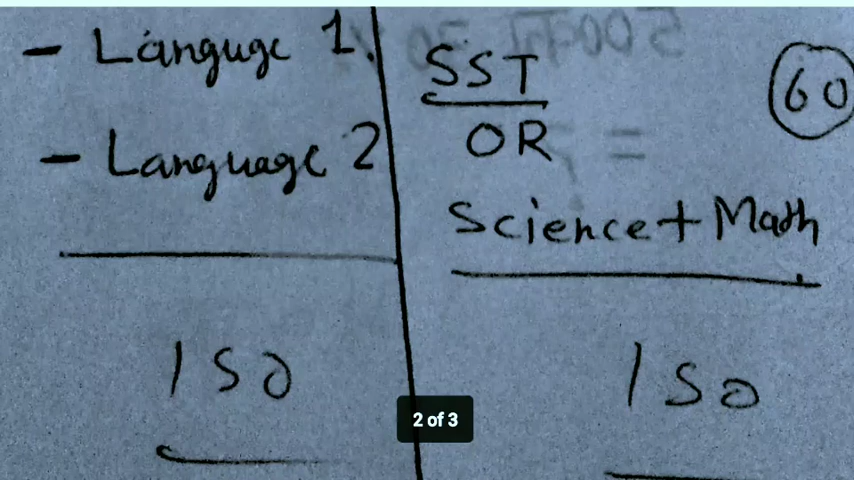 - Languge 1.
- Language 2
150
SST
OR
Science + Math
60
150
2 of 3